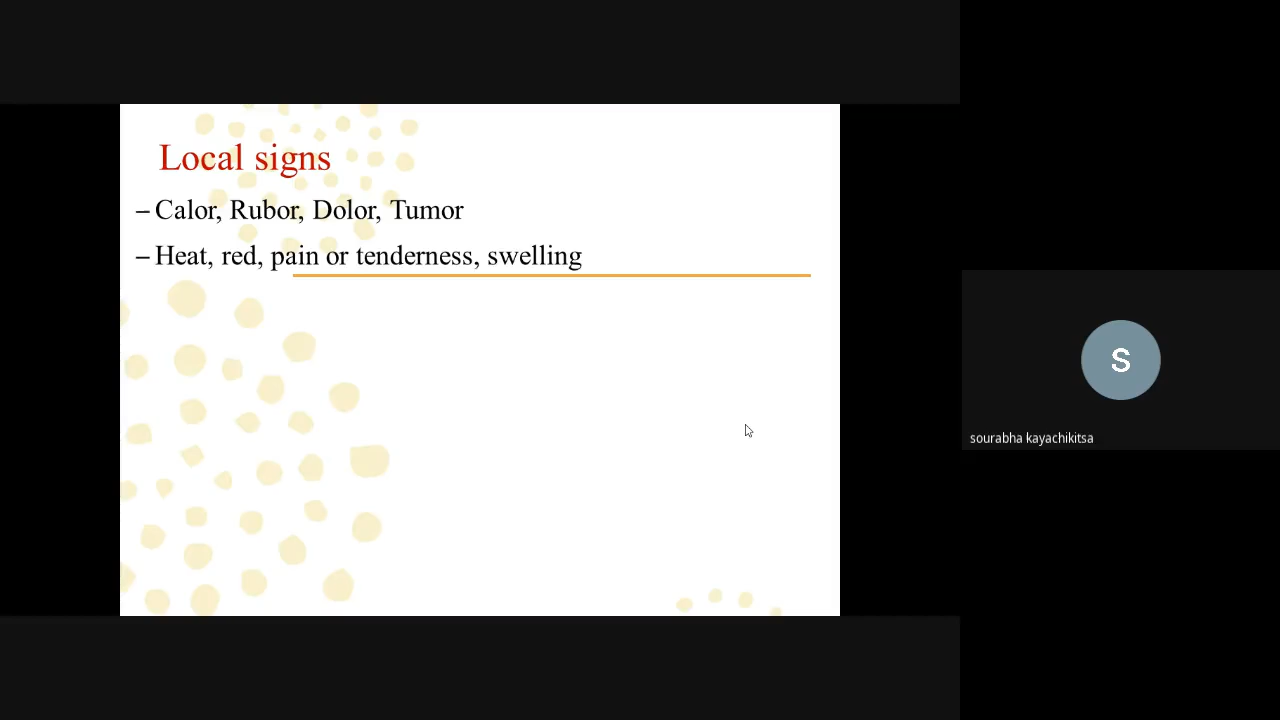 Local signs
– Calor, Rubor, Dolor, Tumor
– Heat, red, pain or tenderness, swelling
S
sourabha kayachikitsa